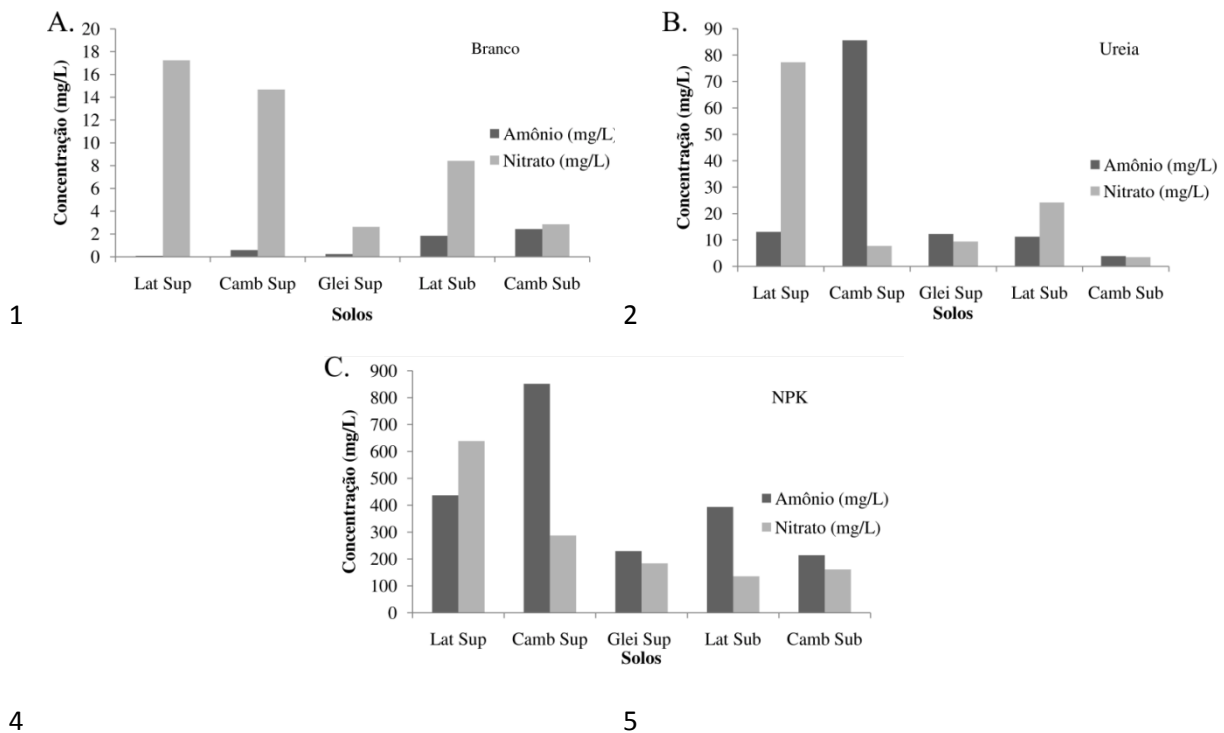 A.
Branco
Concentração (mg/L)
20
18
16
14
12
10
8
6
4
2
0
Amônio (mg/L)
Nitrato (mg/L)
Lat Sup Camb Sup Glei Sup Lat Sub Camb Sub
Solos
1
B.
Ureia
Concentração (mg/L)
90
80
70
60
50
40
30
20
10
0
Amônio (mg/L)
Nitrato (mg/L)
Lat Sup Camb Sup Glei Sup Lat Sub Camb Sub
Solos
2
C.
NPK
Concentração (mg/L)
900
800
700
600
500
400
300
200
100
0
Amônio (mg/L)
Nitrato (mg/L)
Lat Sup Camb Sup Glei Sup Lat Sub Camb Sub
Solos
4
5